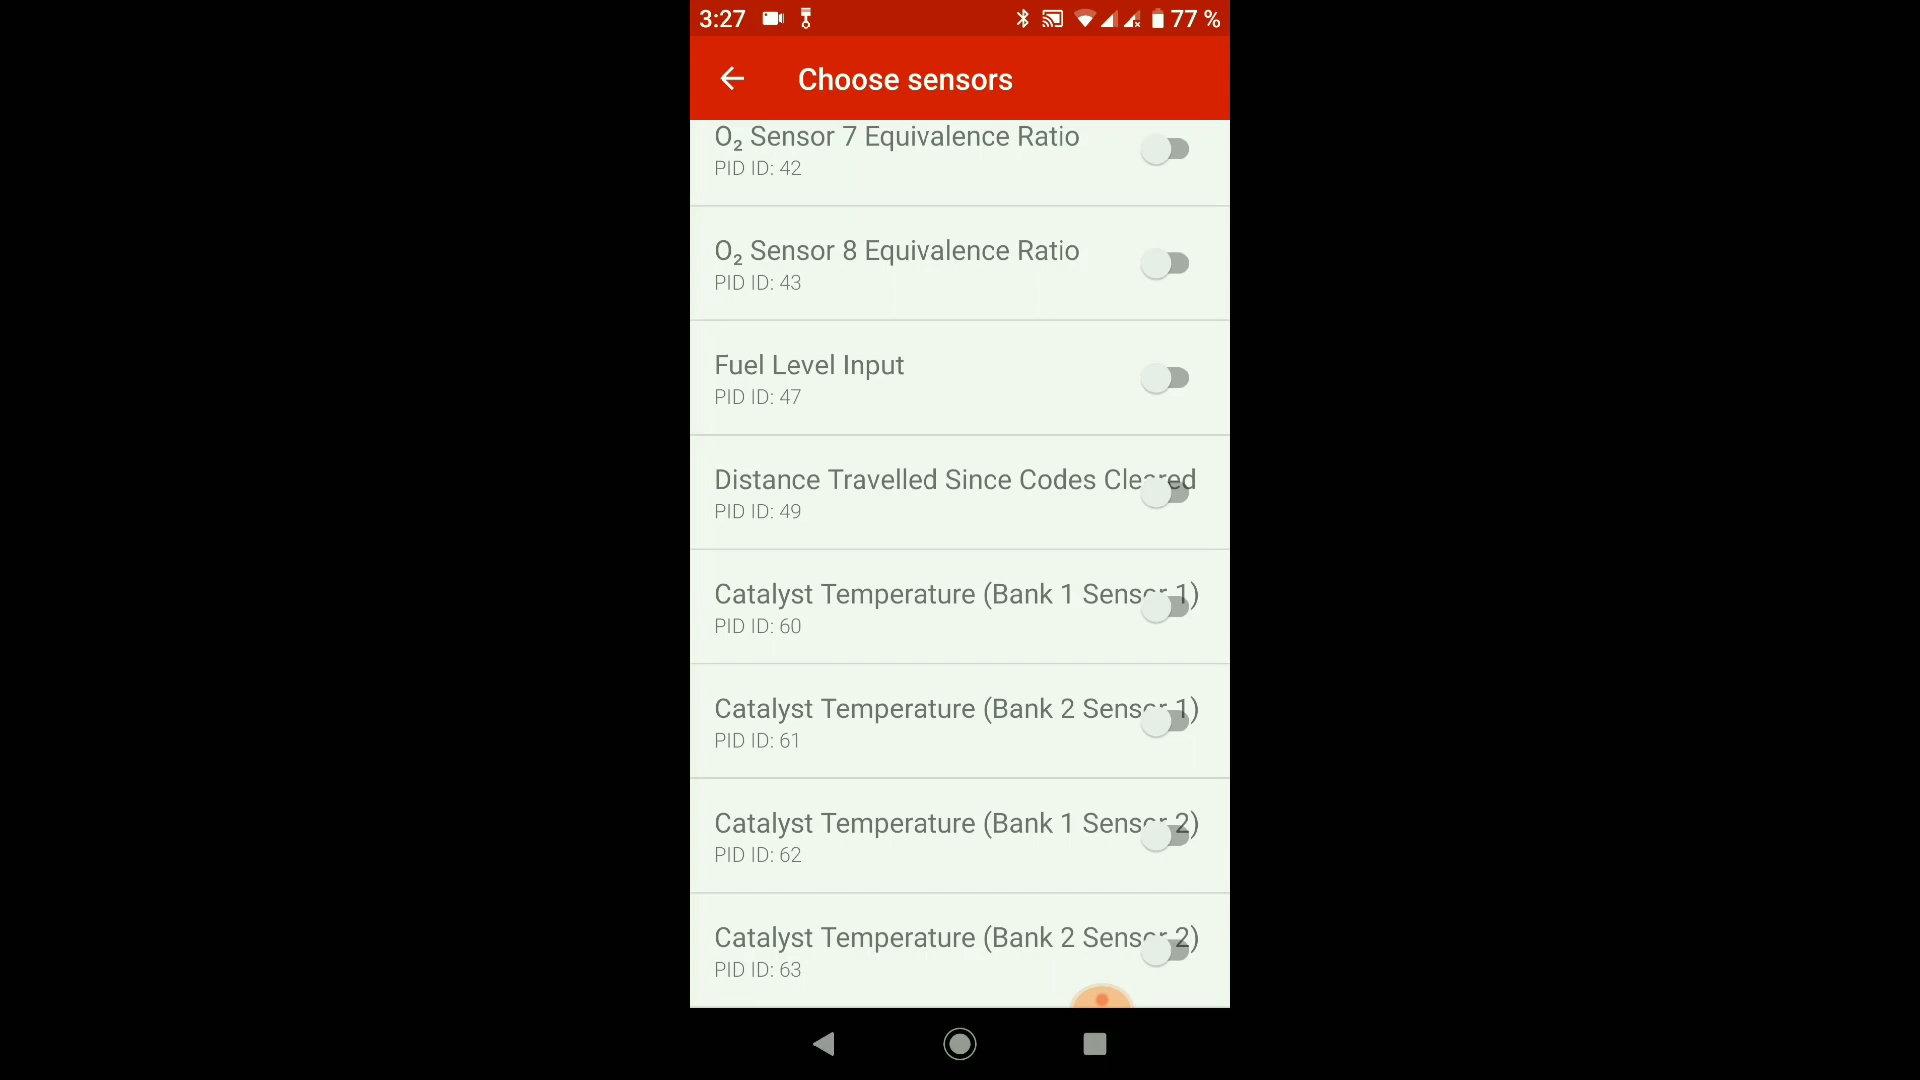 3:27 77 %
Choose sensors
O₂ Sensor 7 Equivalence Ratio
PID ID: 42
O₂ Sensor 8 Equivalence Ratio
PID ID: 43
Fuel Level Input
PID ID: 47
Distance Travelled Since Codes Cleared
PID ID: 49
Catalyst Temperature (Bank 1 Sensor 1)
PID ID: 60
Catalyst Temperature (Bank 2 Sensor 1)
PID ID: 61
Catalyst Temperature (Bank 1 Sensor 2)
PID ID: 62
Catalyst Temperature (Bank 2 Sensor 2)
PID ID: 63